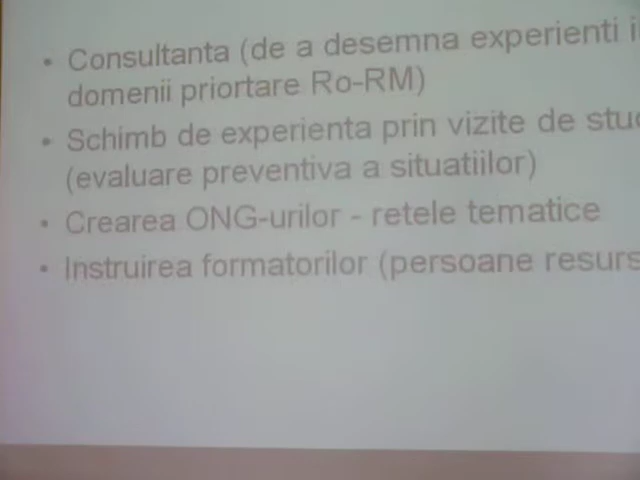 • Consultanta (de a desemna experienti
domenii priortare Ro-RM)
• Schimb de experienta prin vizite de
(evaluare preventiva a situatiilor)
• Crearea ONG-urilor - retele tematice
• Instruirea formatorilor (persoane resurs